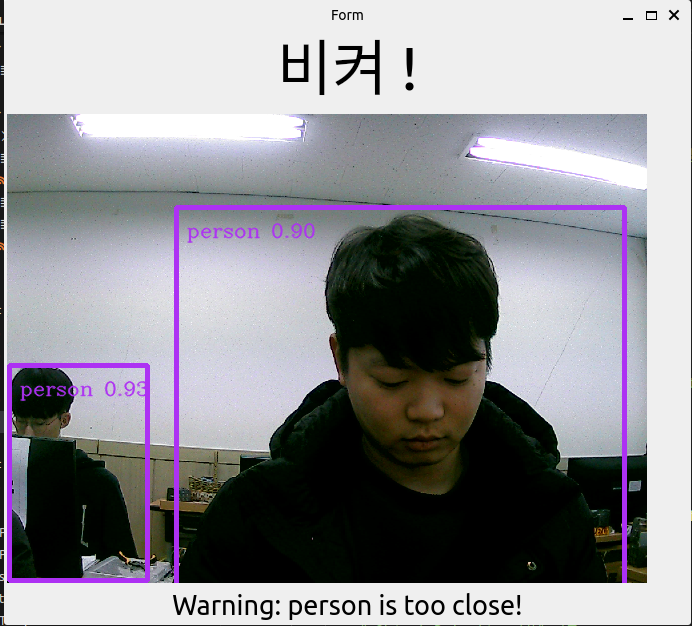 Form
비켜 !
person 0.90
person 0.93
Warning: person is too close!